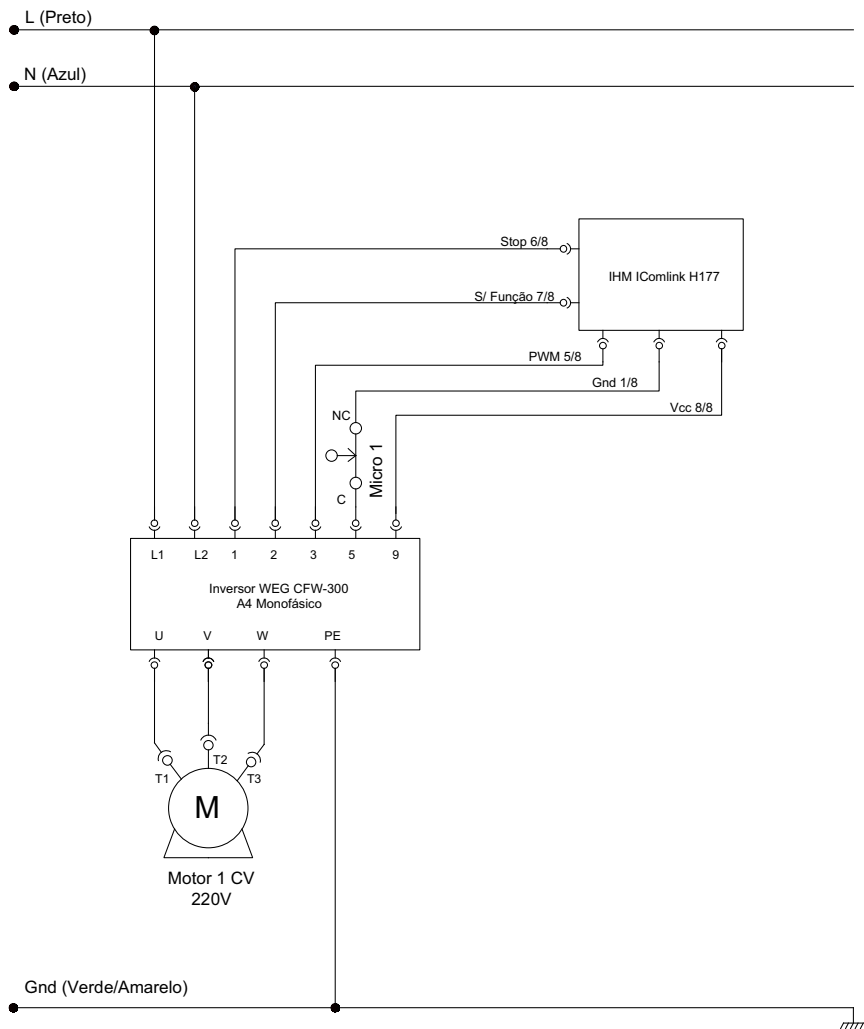 L (Preto)
N (Azul)
Stop 6/8
IHM IComlink H177
S/ Função 7/8
PWM 5/8
Gnd 1/8
Vcc 8/8
NC
Micro 1
C
L1 L2 1 2 3 5 9
Inversor WEG CFW-300
A4 Monofásico
U V W PE
T1 T2 T3
M
Motor 1 CV
220V
Gnd (Verde/Amarelo)